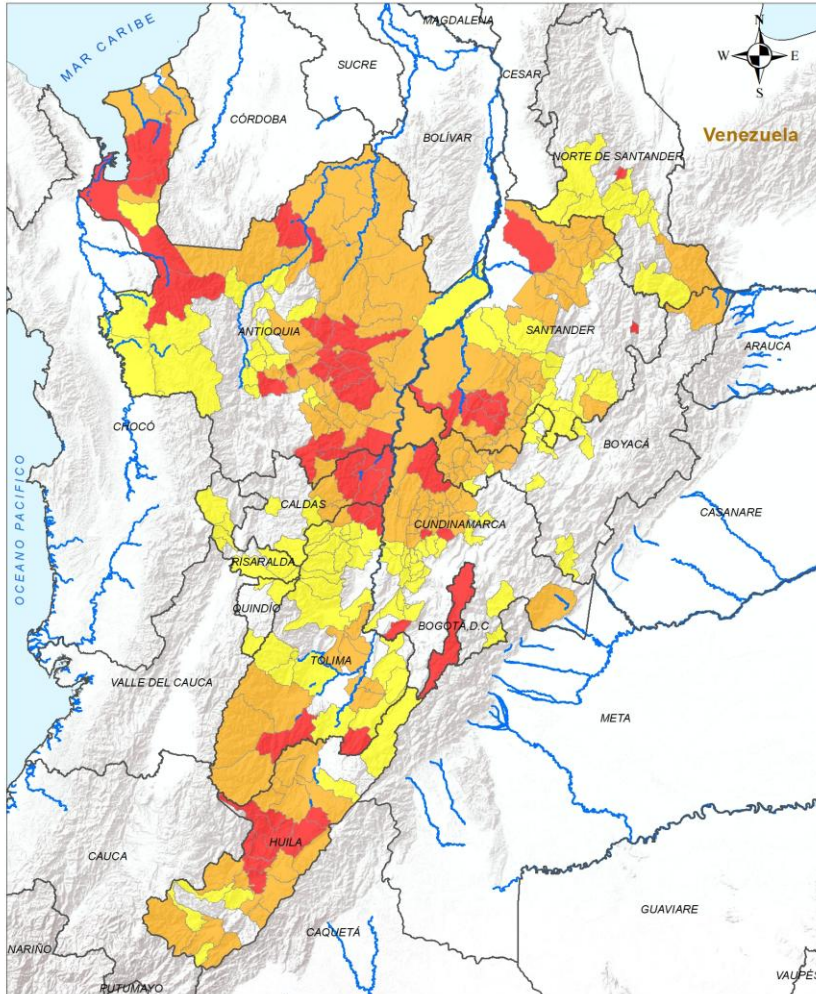 MAGDALENA
MAR CARIBE
N
W E
S
SUCRE
CESAR
CÓRDOBA
BOLÍVAR
Venezuela
NORTE DE SANTANDER
ANTIOQUIA
SANTANDER
ARAUCA
CHOCÓ
BOYACÁ
OCEANO PACIFICO
CALDAS
CUNDINAMARCA
CASANARE
RISARALDA
QUINDÍO
BOGOTÁ,D.C
TOLIMA
VALLE DEL CAUCA
META
HUILA
CAUCA
GUAVIARE
NARIÑO
CAQUETÁ
PUTUMAYO
VAUPÉS